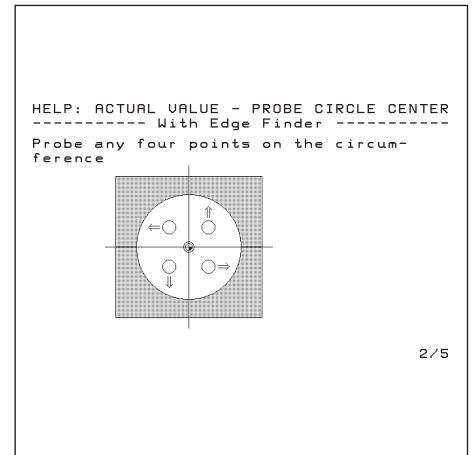 HELP: ACTUAL VALUE - PROBE CIRCLE CENTER
----------- With Edge Finder -----------
Probe any four points on the circum-
ference
2/5